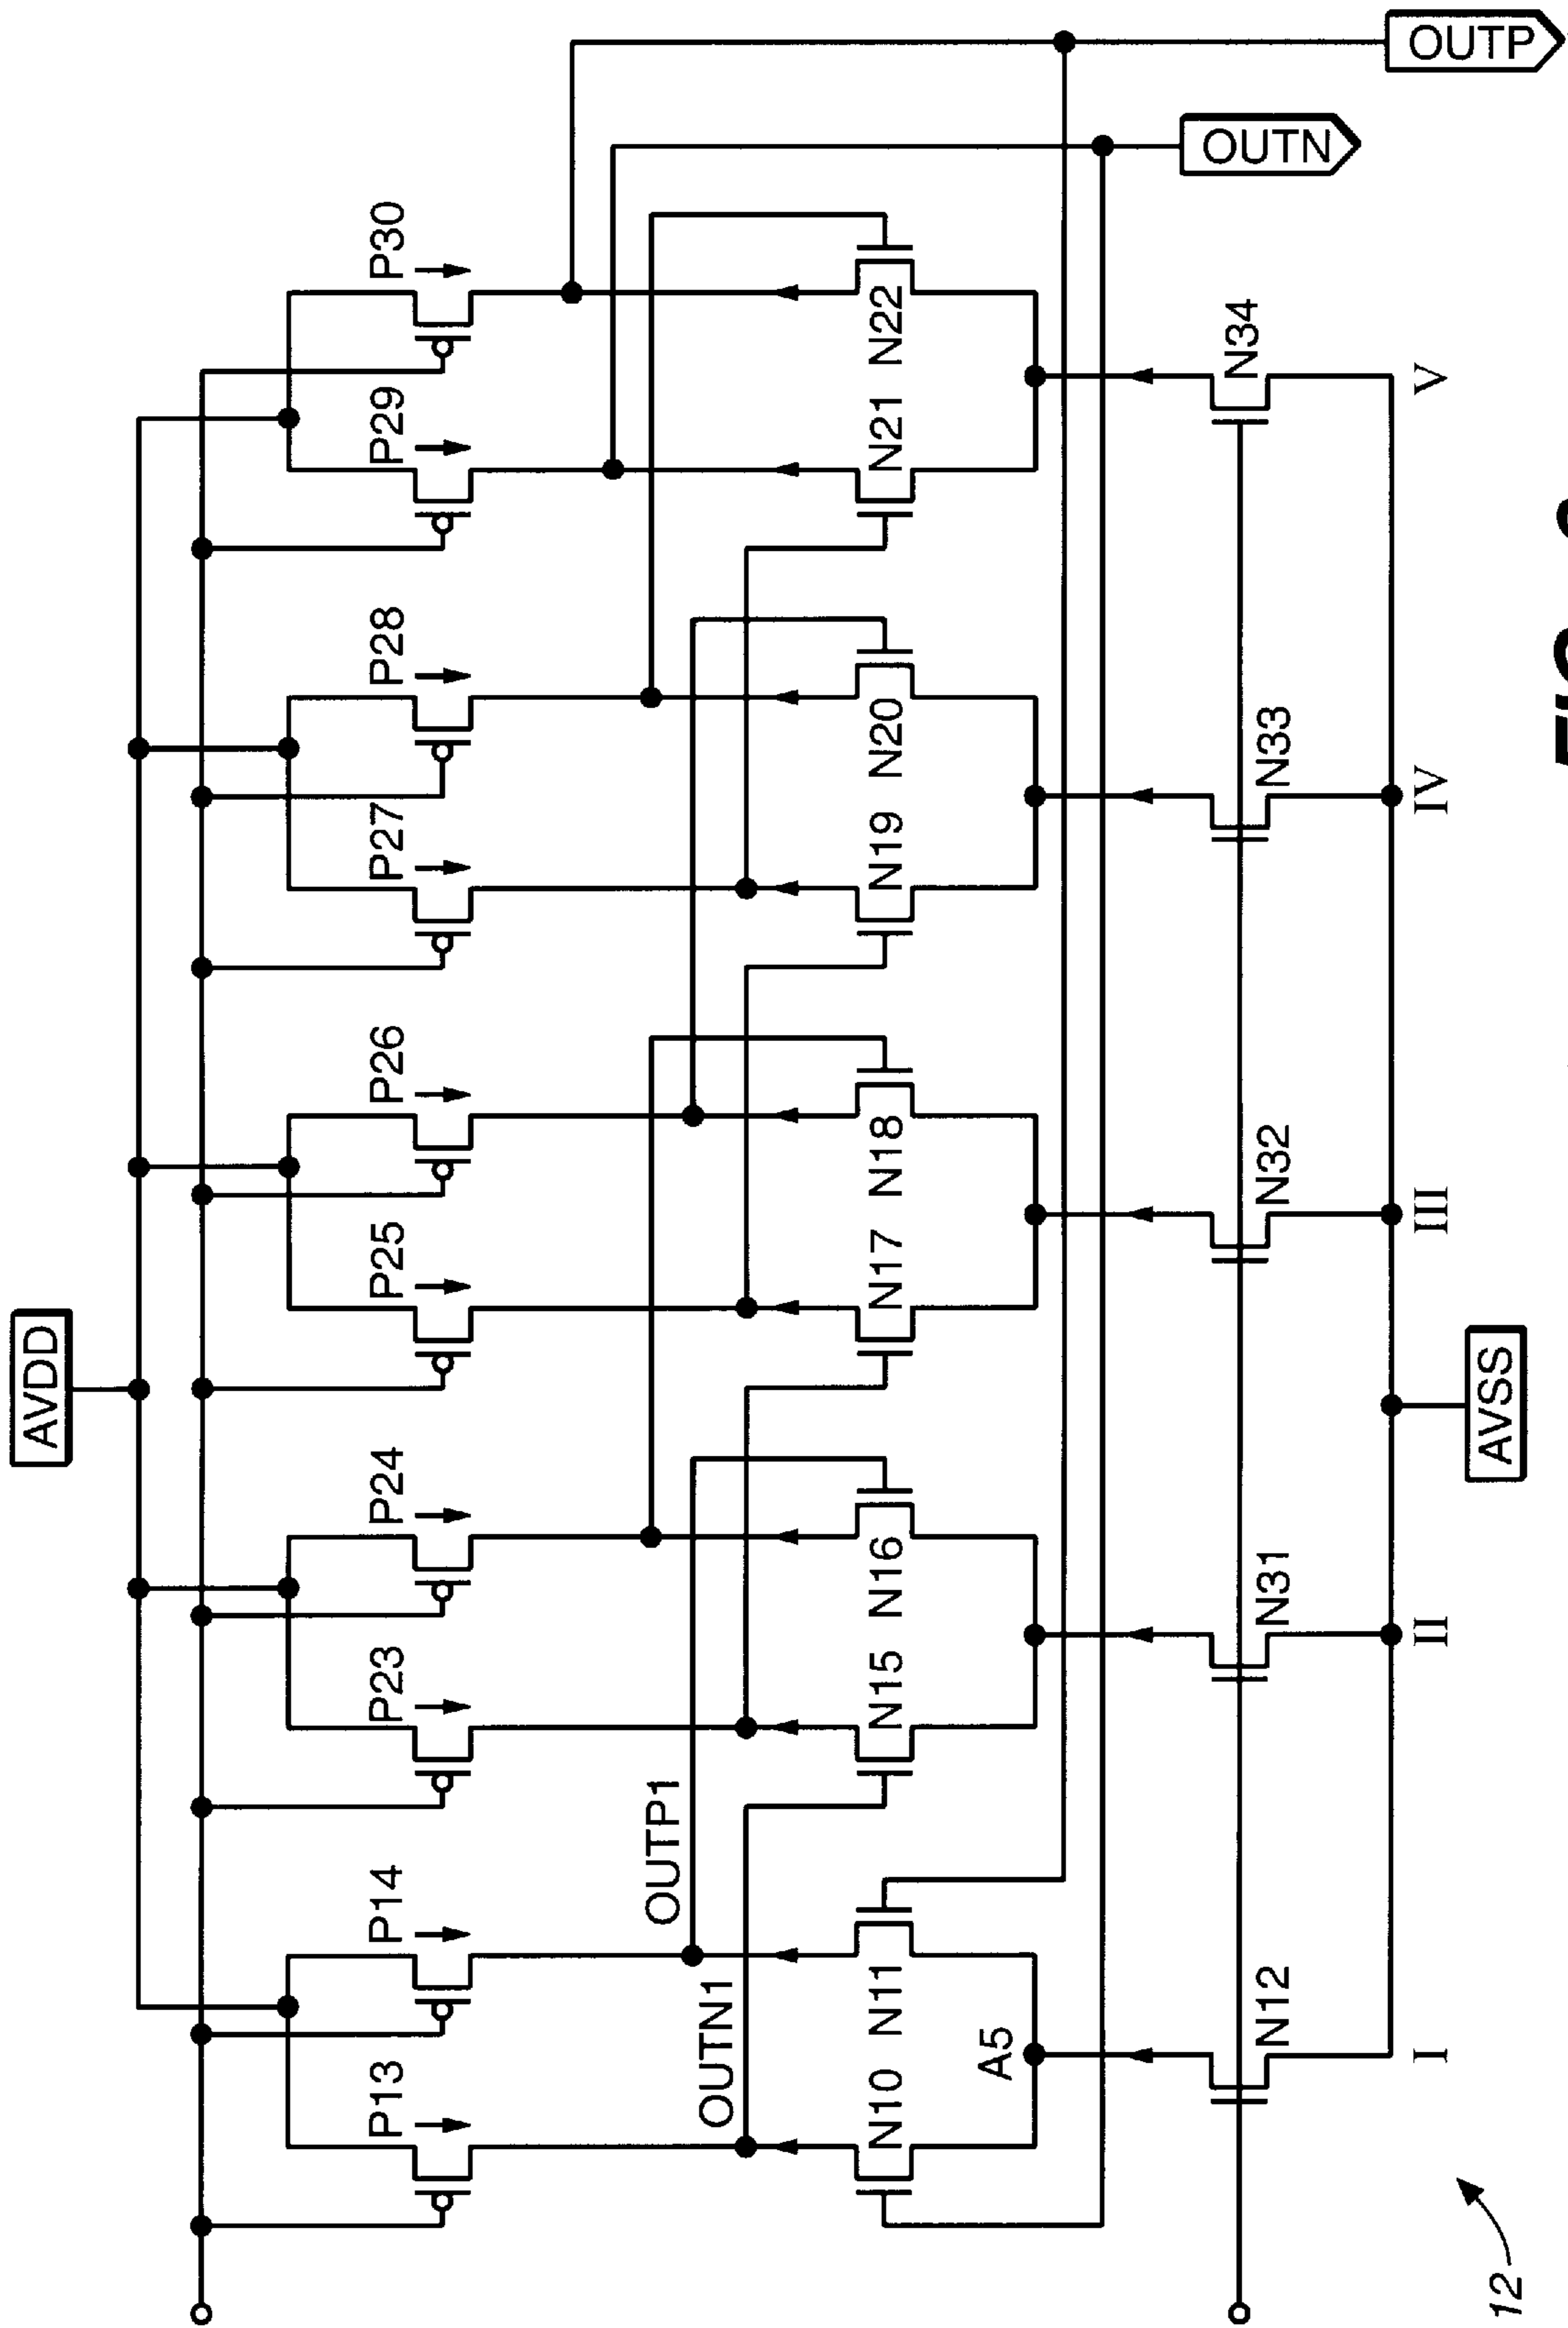 AVDD
P13 P14 P23 P24 P25 P26 P27 P28 P29 P30
OUTP1
OUTN1
N10 N11 N15 N16 N17 N18 N19 N20 N21 N22
A5
N12 N31 N32 N33 N34
I II III IV V
AVSS
OUTN
OUTP
12